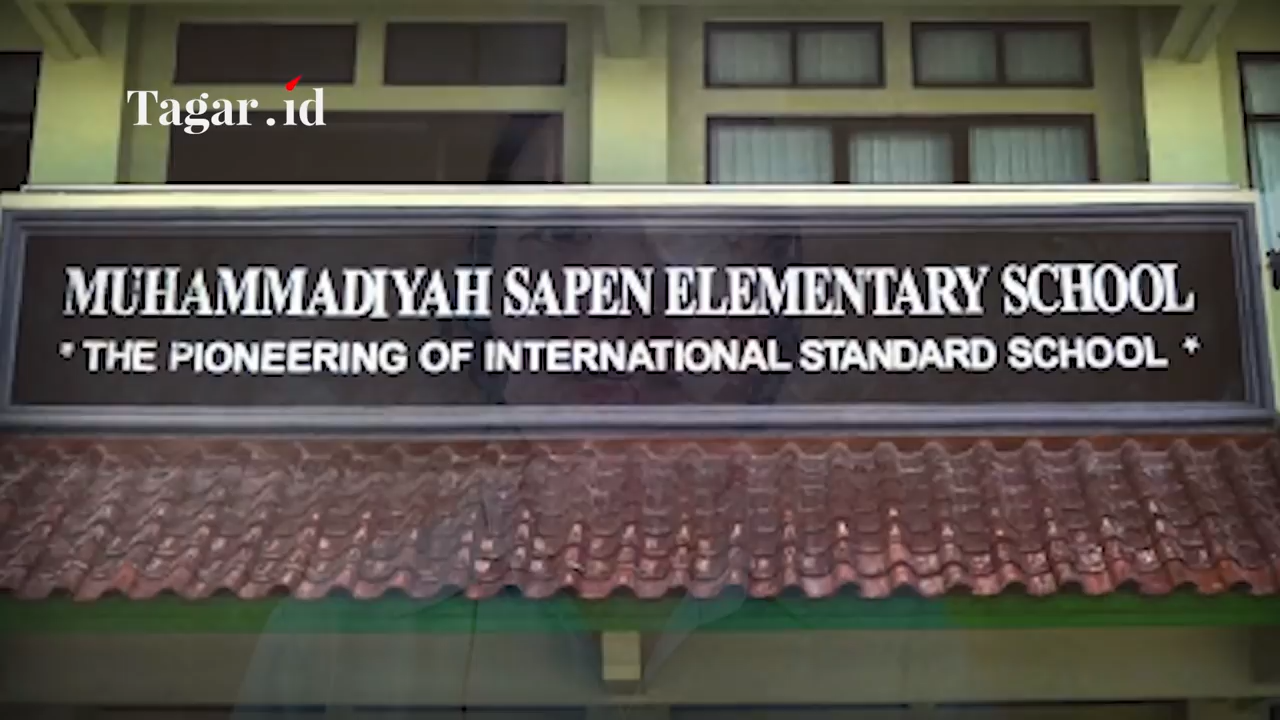 Tagar.id
MUHAMMADIYAH SAPEN ELEMENTARY SCHOOL
* THE PIONEERING OF INTERNATIONAL STANDARD SCHOOL *